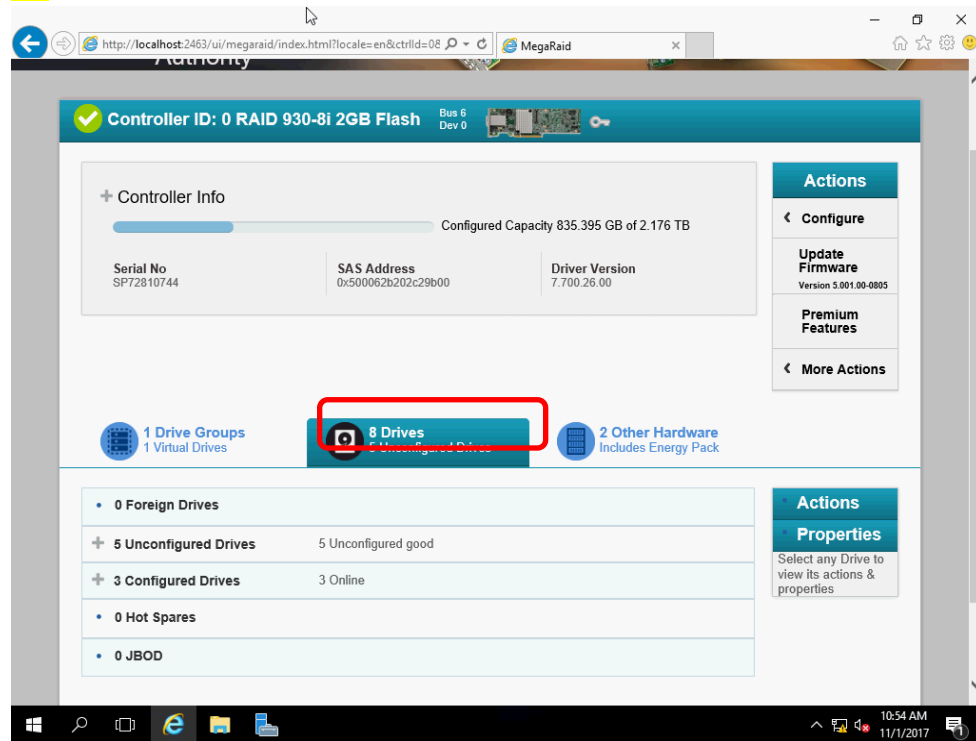 http://localhost:2463/ui/megaraid/index.html?locale=en&ctrlId=08
MegaRaid
Authority
Controller ID: 0 RAID 930-8i 2GB Flash
Bus 6
Dev 0
Controller Info
Configured Capacity 835.395 GB of 2.176 TB
Serial No
SP72810744
SAS Address
0x500062b202c29b00
Driver Version
7.700.26.00
Actions
Configure
Update
Firmware
Version 5.001.00-0805
Premium
Features
More Actions
1 Drive Groups
1 Virtual Drives
8 Drives
5 Unconfigured Drives
2 Other Hardware
Includes Energy Pack
0 Foreign Drives
5 Unconfigured Drives
5 Unconfigured good
3 Configured Drives
3 Online
0 Hot Spares
0 JBOD
Actions
Properties
Select any Drive to
view its actions &
properties
10:54 AM
11/1/2017
1